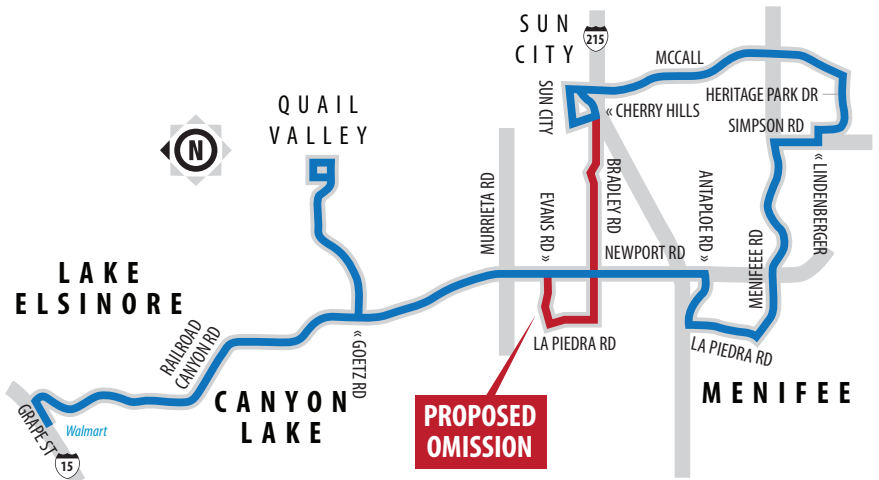 SUN
CITY
215
MCCALL
SUN CITY
« CHERRY HILLS
HERITAGE PARK DR
SIMPSON RD
QUAIL
VALLEY
N
MURRIETA RD
EVANS RD »
BRADLEY RD
ANTAPLOE RD »
« LINDENBERGER
NEWPORT RD
MENIFEEE RD
LAKE
ELSINORE
RAILROAD
CANYON RD
« GOETZ RD
LA PIEDRA RD
LA PIEDRA RD
CANYON
LAKE
MENIFEE
PROPOSED
OMISSION
GRAPE ST
Walmart
15